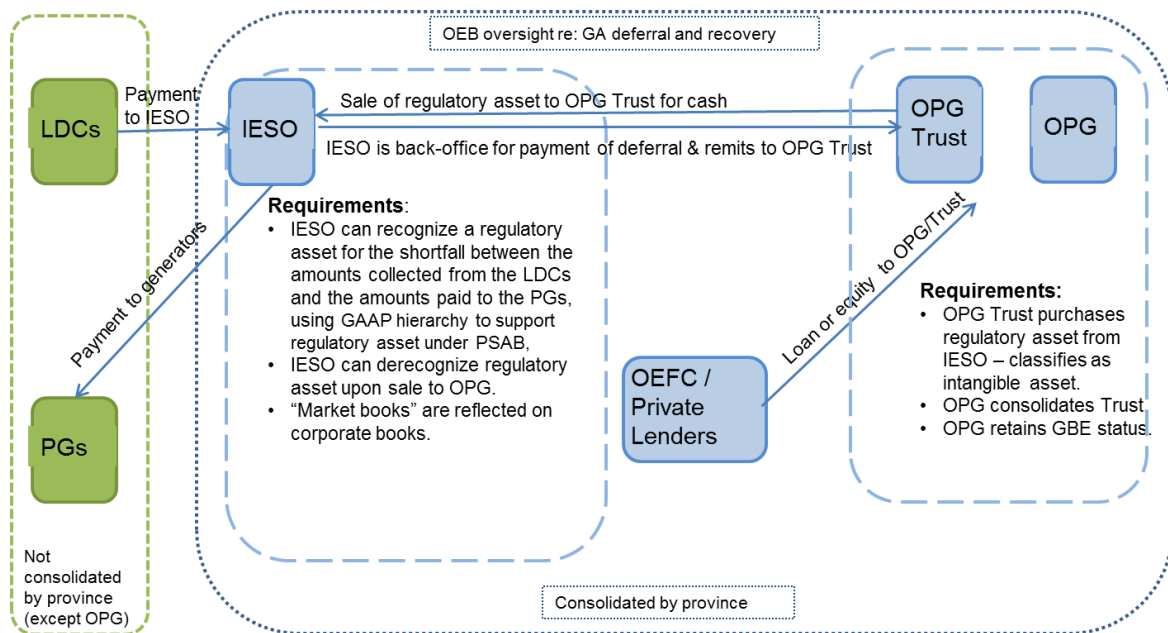 OEB oversight re: GA deferral and recovery
LDCs
Payment
to IESO
IESO
Sale of regulatory asset to OPG Trust for cash
IESO is back-office for payment of deferral & remits to OPG Trust
OPG
Trust
OPG
Payment to generators
Requirements:
• IESO can recognize a regulatory
asset for the shortfall between the
amounts collected from the LDCs
and the amounts paid to the PGs,
using GAAP hierarchy to support
regulatory asset under PSAB,
• IESO can derecognize regulatory
asset upon sale to OPG.
• “Market books” are reflected on
corporate books.
Loan or equity to OPG/Trust
OEFC /
Private
Lenders
Requirements:
• OPG Trust purchases
regulatory asset from
IESO – classifies as
intangible asset.
• OPG consolidates Trust
• OPG retains GBE status.
PGs
Not
consolidated
by province
(except OPG)
Consolidated by province